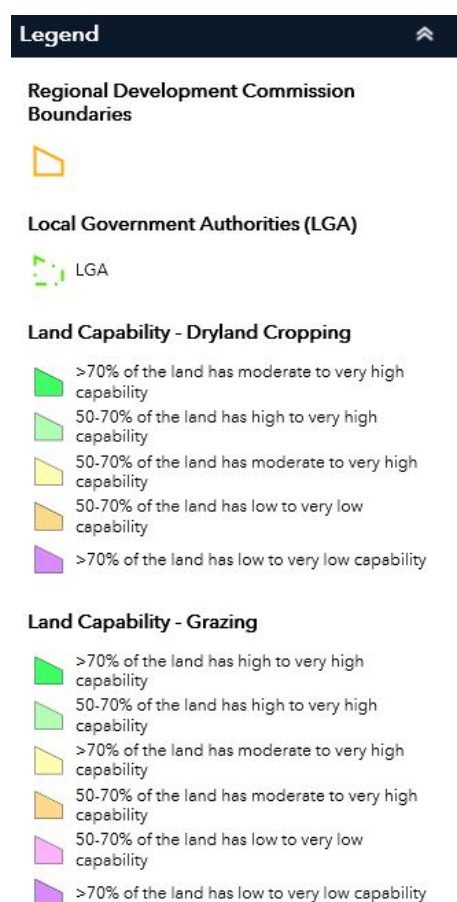 Legend
Regional Development Commission
Boundaries
Local Government Authorities (LGA)
LGA
Land Capability - Dryland Cropping
>70% of the land has moderate to very high
capability
50-70% of the land has high to very high
capability
50-70% of the land has moderate to very high
capability
50-70% of the land has low to very low
capability
>70% of the land has low to very low capability
Land Capability - Grazing
>70% of the land has high to very high
capability
50-70% of the land has high to very high
capability
>70% of the land has moderate to very high
capability
50-70% of the land has moderate to very high
capability
50-70% of the land has low to very low
capability
>70% of the land has low to very low capability